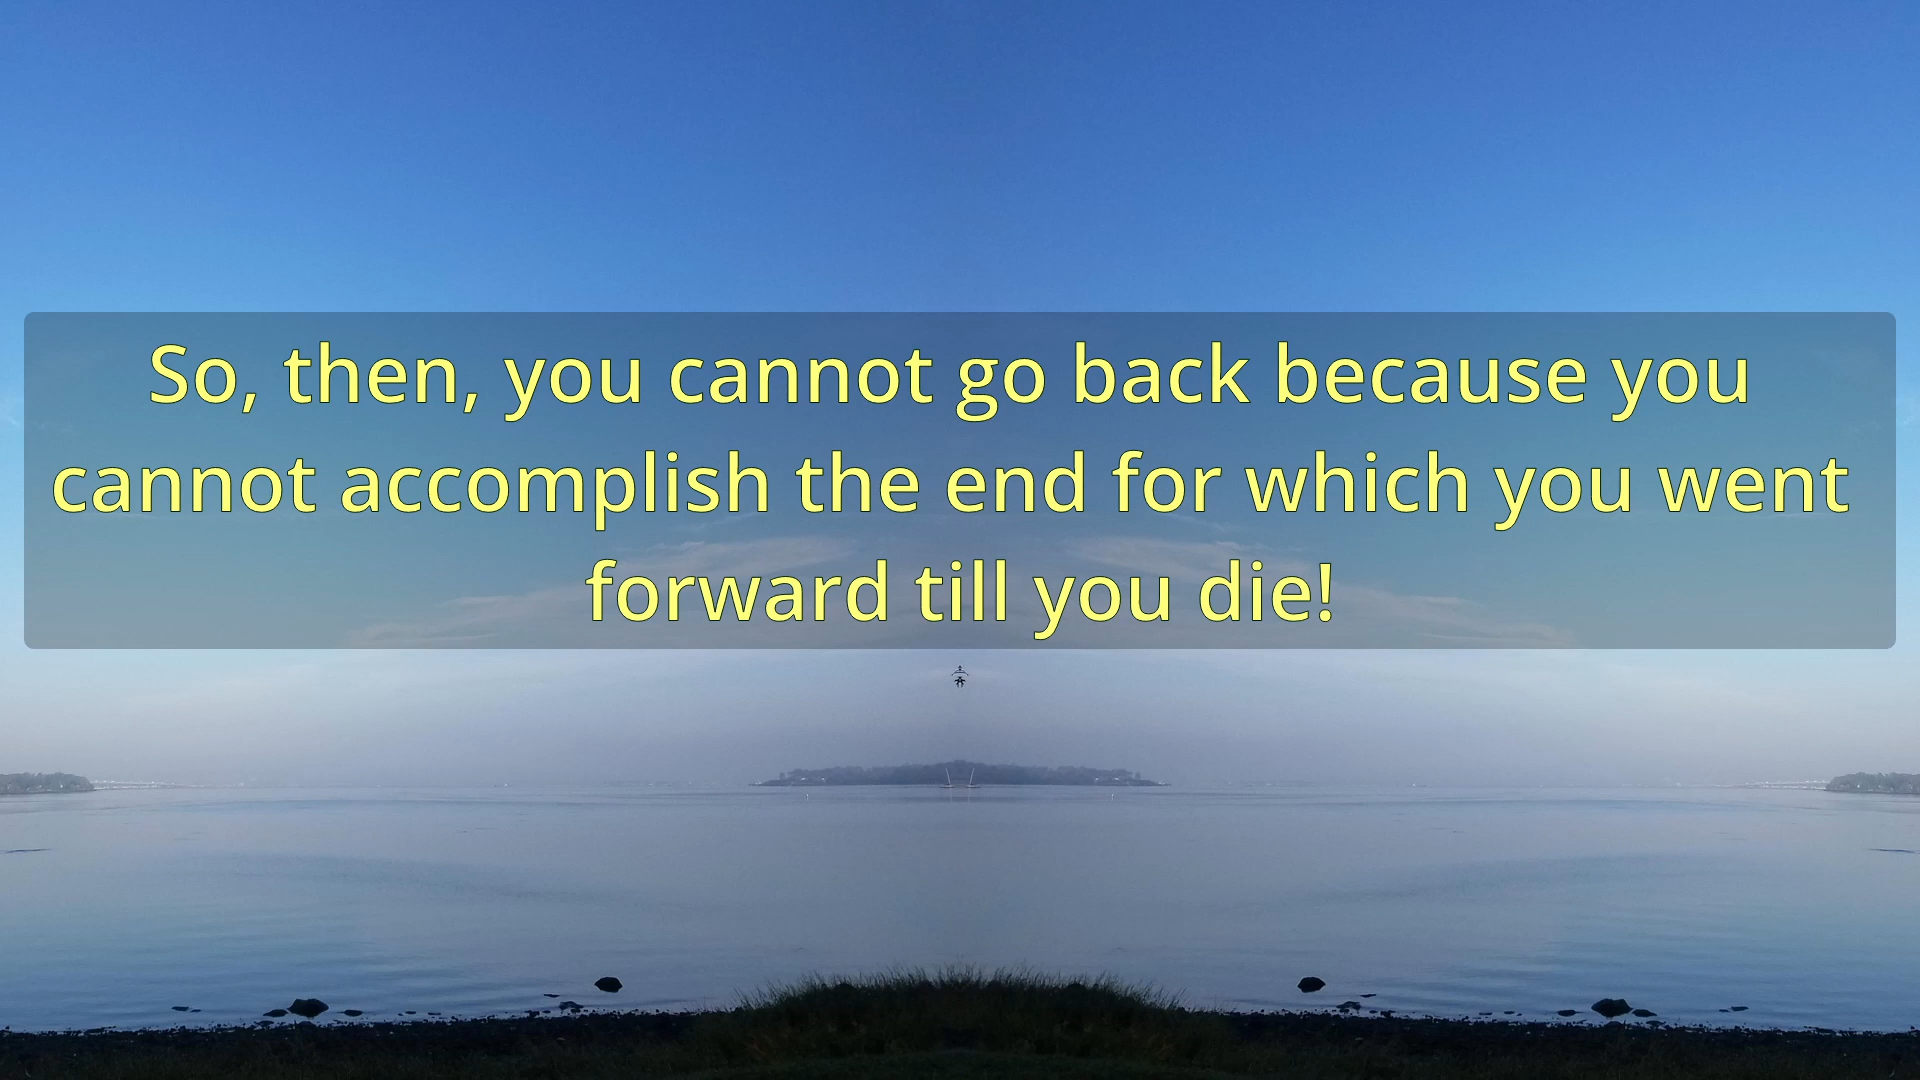 So, then, you cannot go back because you
cannot accomplish the end for which you went
forward till you die!